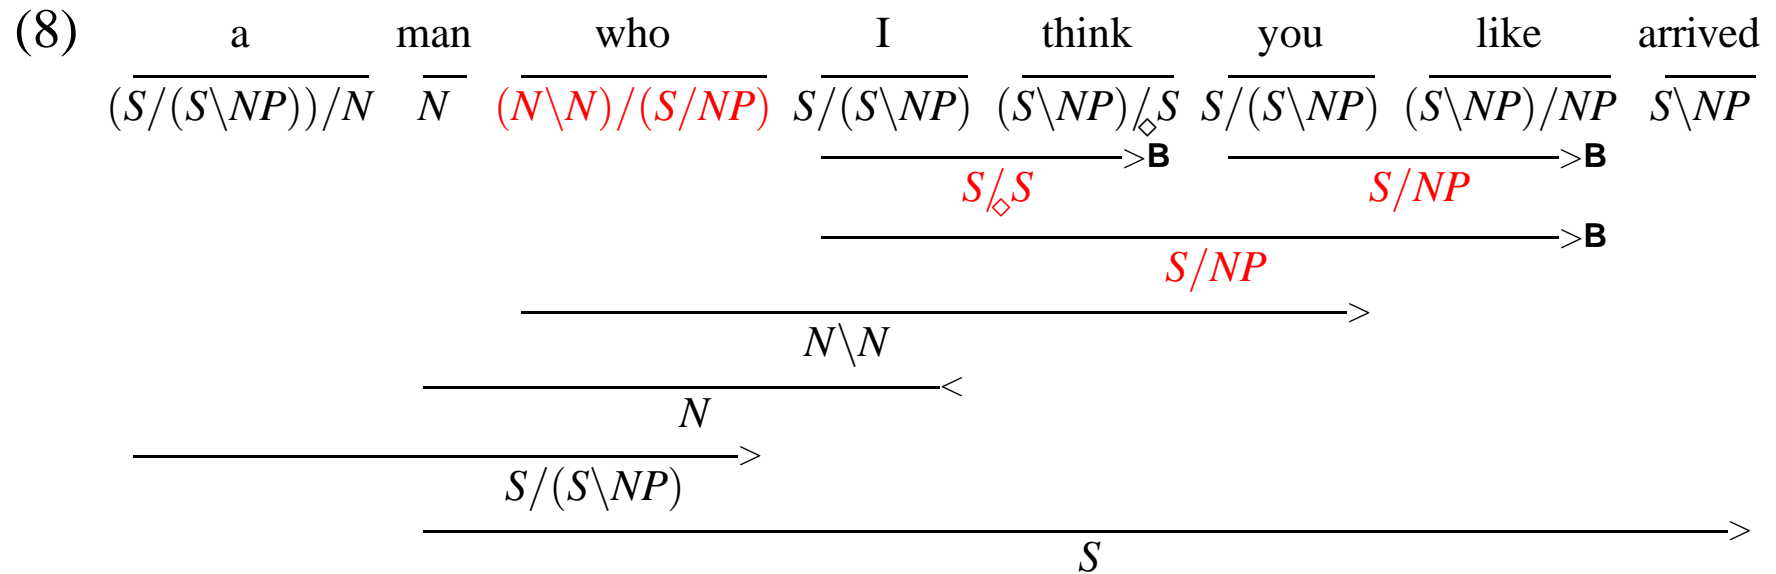 (8) a man who I think you like arrived
(S/(S\NP))/N N (N\N)/(S/NP) S/(S\NP) (S\NP)/⋄S S/(S\NP) (S\NP)/NP S\NP
>B >B
S/⋄S S/NP
>B
S/NP
>
N\N
<
N
>
S/(S\NP)
>
S